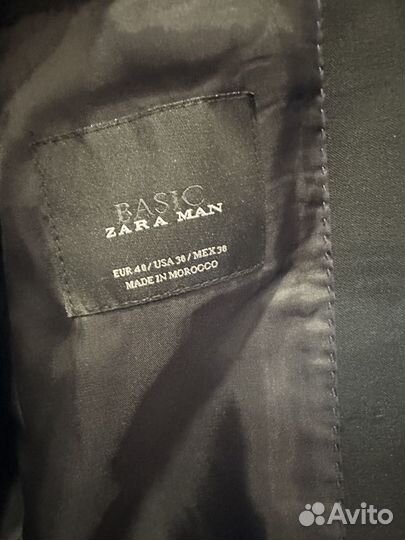 BASIC
ZARA MAN
EUR 48 / USA 38 / MEX 38
MADE IN MOROCCO
Avito